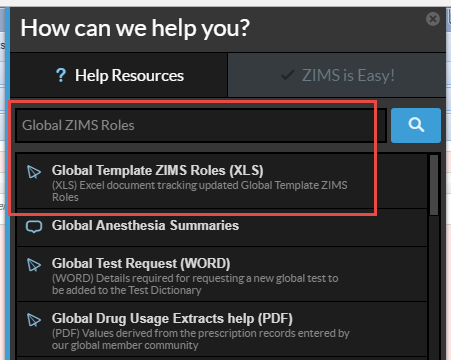 How can we help you?
? Help Resources
✓ ZIMS is Easy!
Global ZIMS Roles
Global Template ZIMS Roles (XLS)
(XLS) Excel document tracking updated Global Template ZIMS
Roles
Global Anesthesia Summaries
Global Test Request (WORD)
(WORD) Details required for requesting a new global test to
be added to the Test Dictionary
Global Drug Usage Extracts help (PDF)
(PDF) Values derived from the prescription records entered by
our global member community